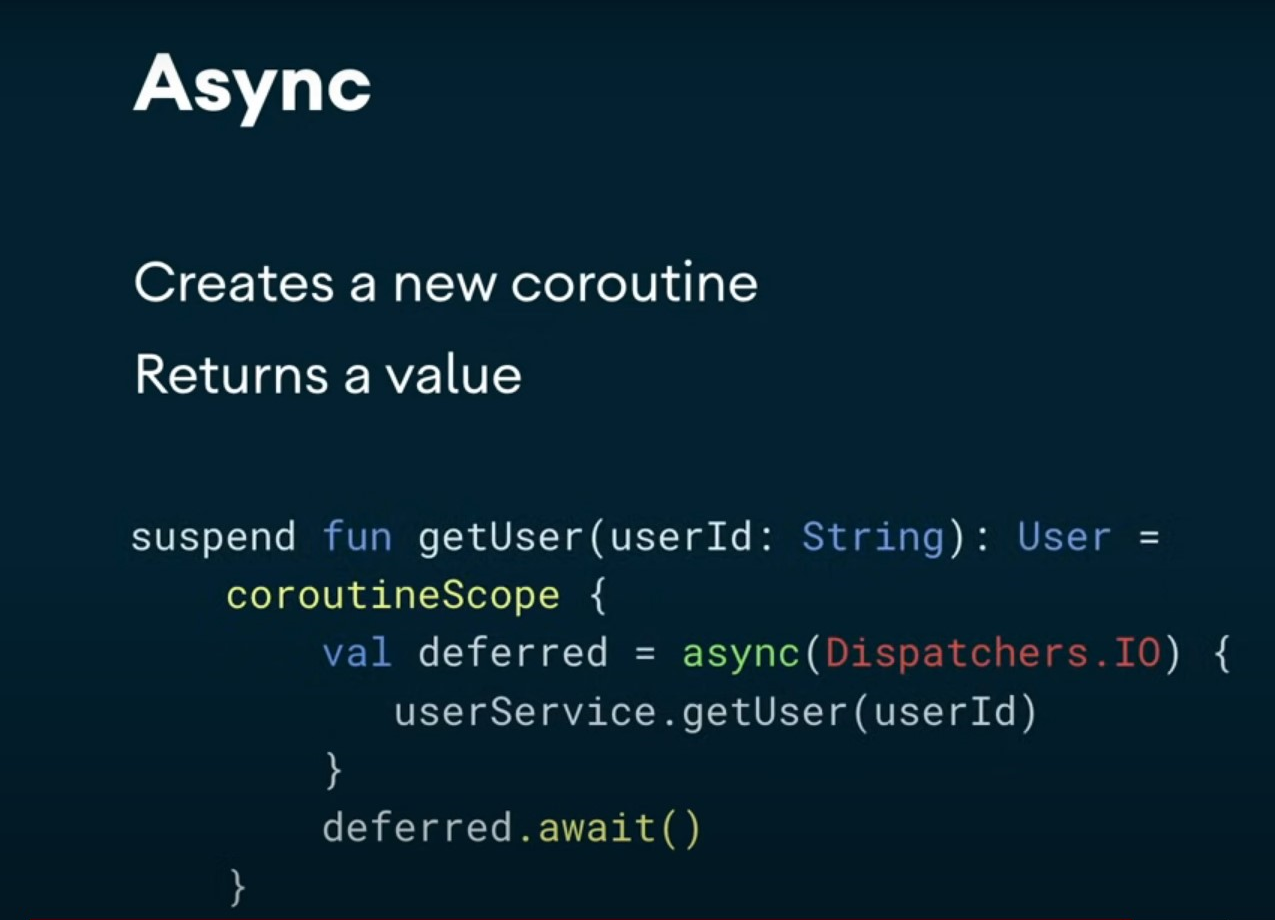 Async
Creates a new coroutine
Returns a value
suspend fun getUser(userId: String): User =
    coroutineScope {
        val deferred = async(Dispatchers.IO) {
           userService.getUser(userId)
        }
        deferred.await()
    }